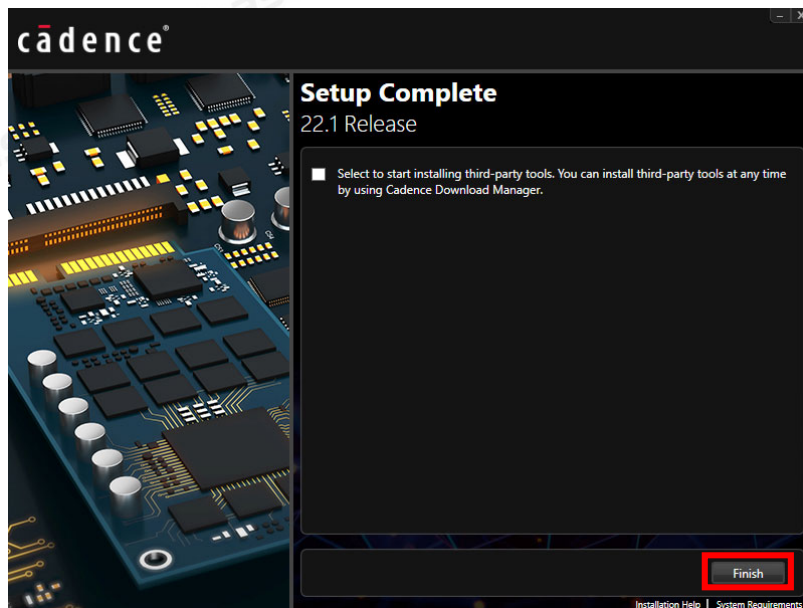 cādence®
Setup Complete
22.1 Release
Select to start installing third-party tools. You can install third-party tools at any time
by using Cadence Download Manager.
Finish
Installation Help | System Requirements